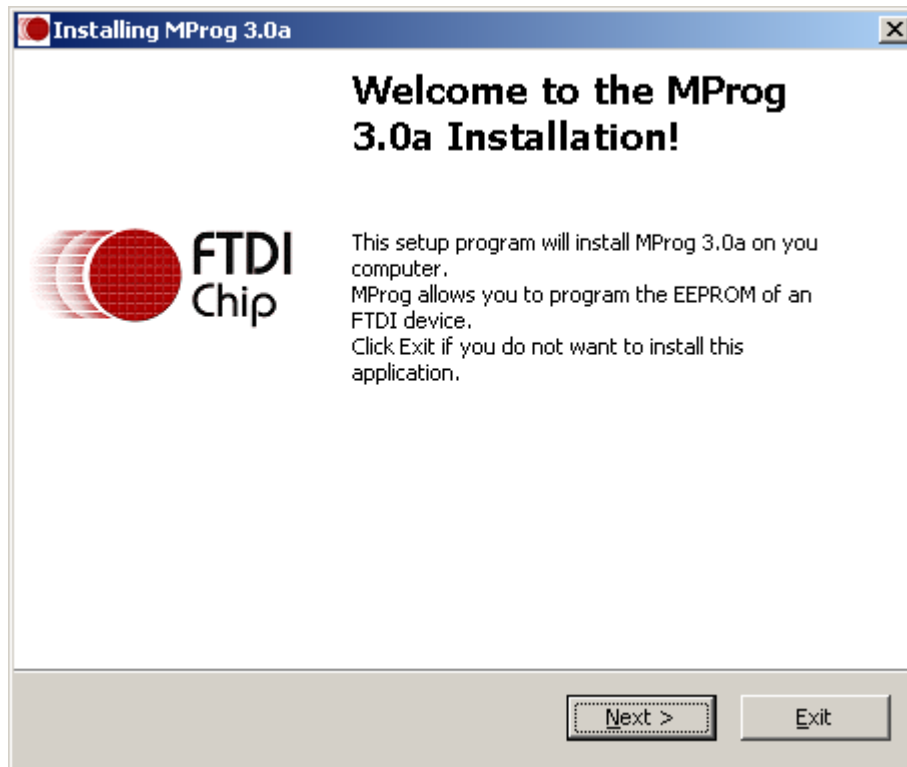 Installing MProg 3.0a
Welcome to the MProg
3.0a Installation!
FTDI
Chip
This setup program will install MProg 3.0a on you
computer.
MProg allows you to program the EEPROM of an
FTDI device.
Click Exit if you do not want to install this
application.
Next >
Exit